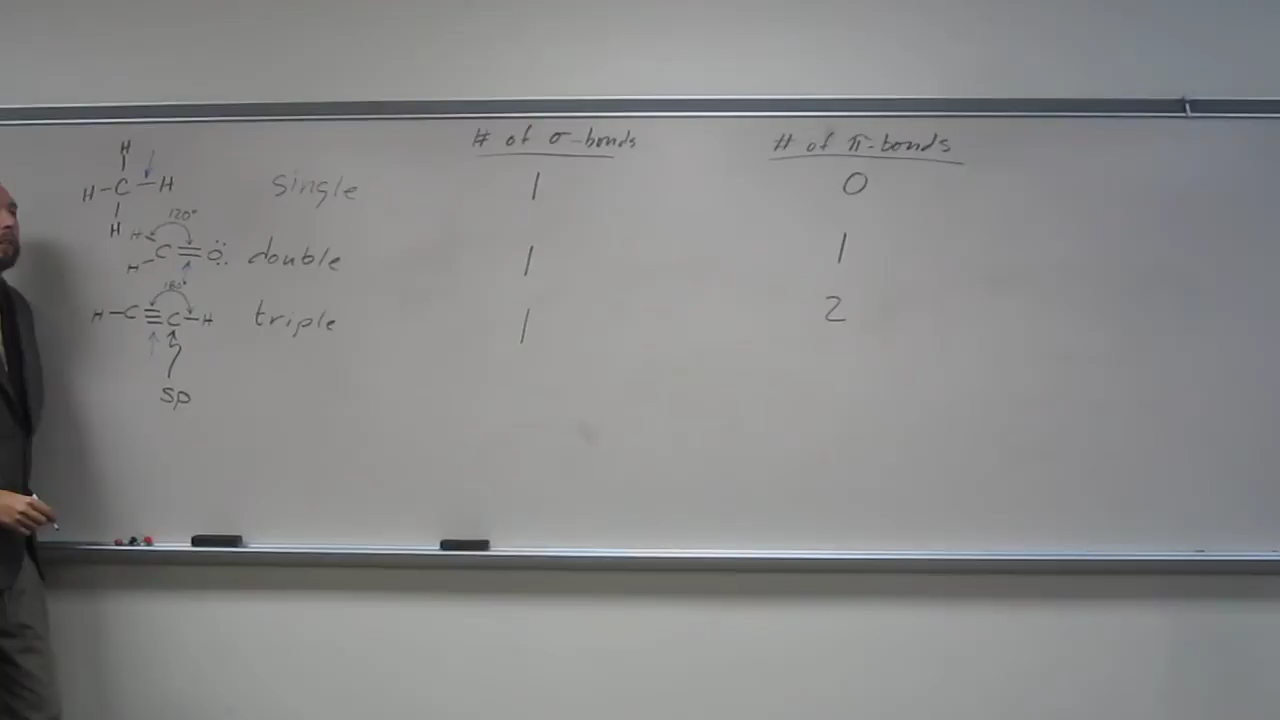 # of σ-bonds # of π-bonds
H
H-C-H single 1 0
H
120°
H
C=Ö: double 1 1
H
180°
H-C≡C-H triple 1 2
sp